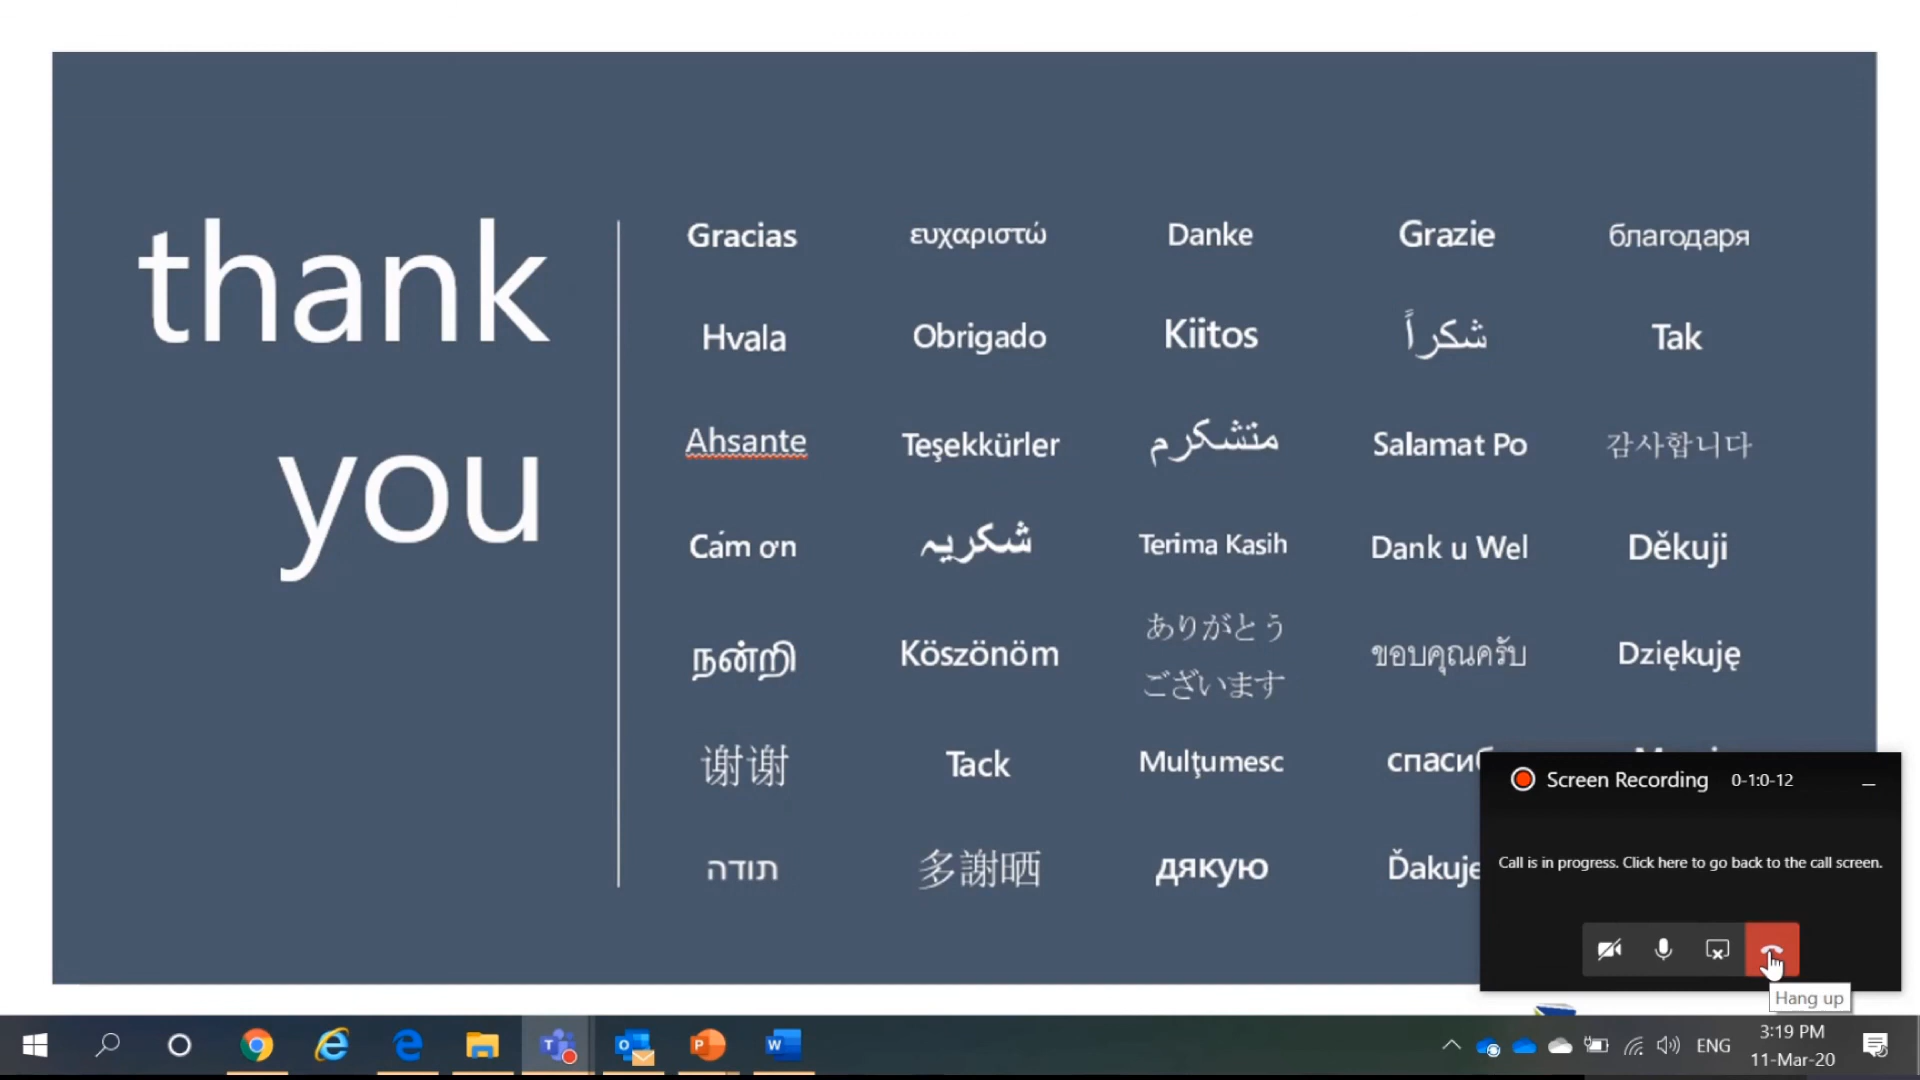 thank
you
Gracias ευχαριστώ Danke Grazie благодаря
Hvala Obrigado Kiitos شكراً Tak
Ahsante Teşekkürler متشکرم Salamat Po 감사합니다
Cảm ơn شکریہ Terima Kasih Dank u Wel Děkuji
நன்றி Köszönöm ありがとう
ございます ขอบคุณครับ Dziękuję
谢谢 Tack Mulţumesc
תודה 多謝晒 дякую
Screen Recording 0-1:0-12
Call is in progress. Click here to go back to the call screen.
Hang up
ENG
3:19 PM
11-Mar-20